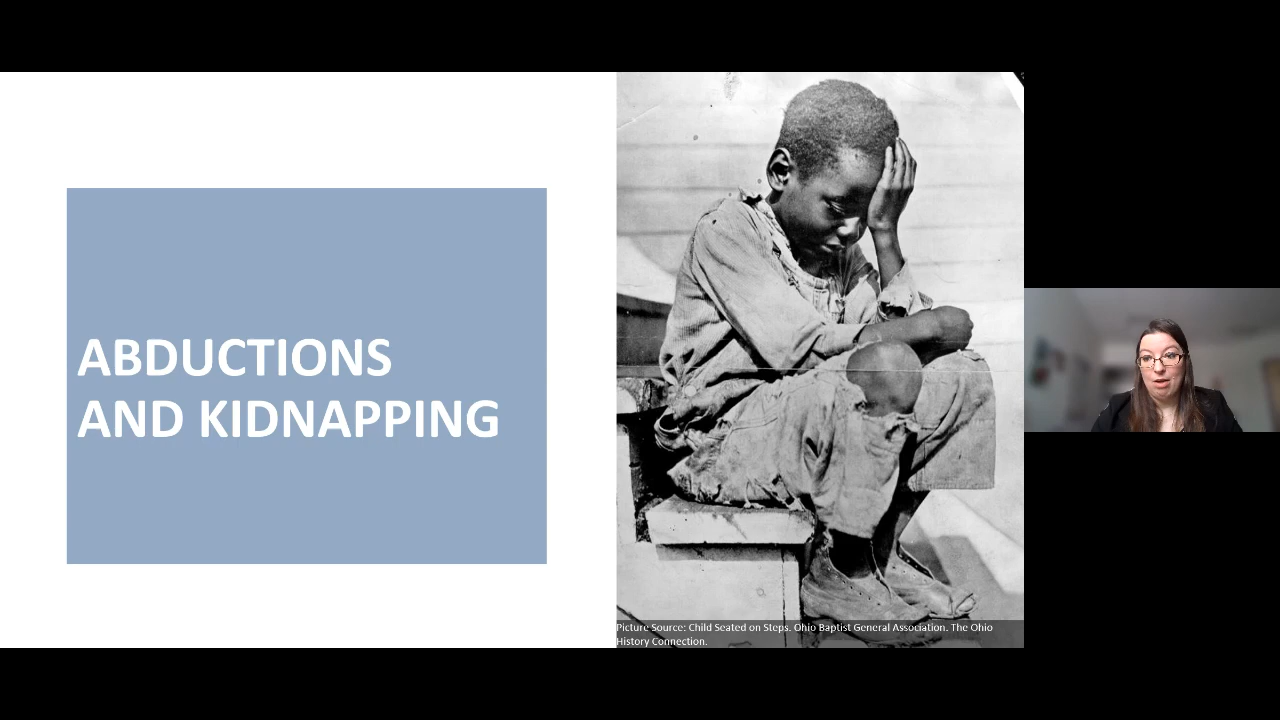 ABDUCTIONS
AND KIDNAPPING
Picture Source: Child Seated on Steps. Ohio Baptist General Association. The Ohio
History Connection.